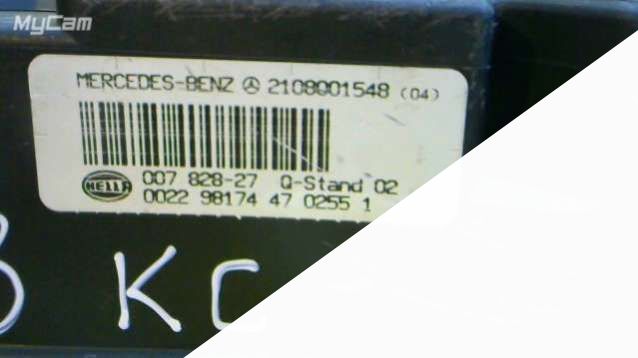 MyCam
MERCEDES-BENZ 2108001548 (04)
HELLA
007 828-27 Q-Stand 02
0022 98174 47 0255 1
KC